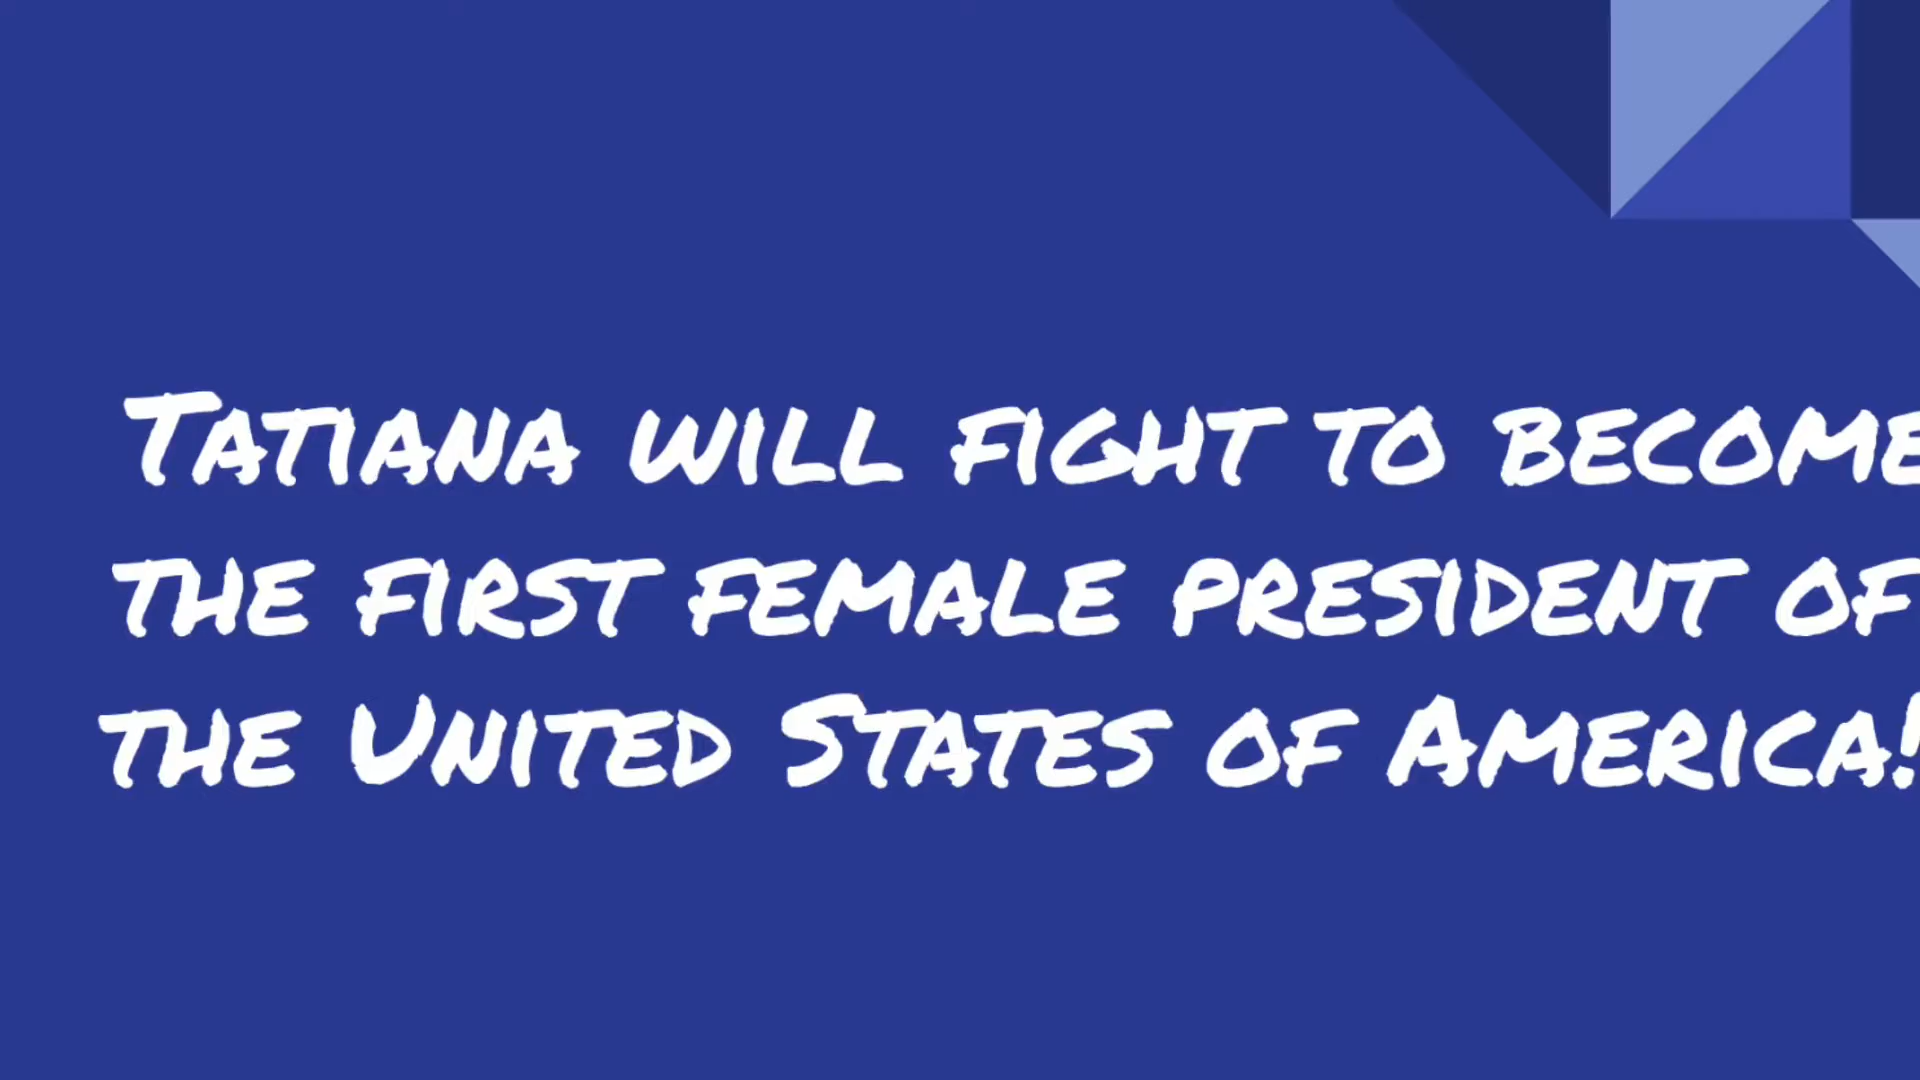 Tatiana will fight to become
the first female president of
the United States of America!